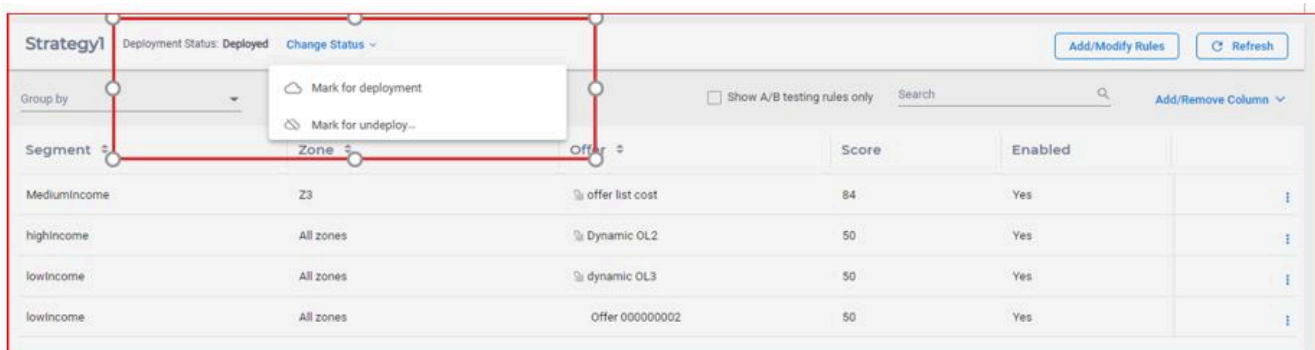 Strategy1 Deployment Status: Deployed Change Status Add/Modify Rules Refresh
Mark for deployment
Group by Show A/B testing rules only Search Add/Remove Column
Mark for undeploy...
Segment Zone Offer Score Enabled
MediumIncome Z3 offer list cost 84 Yes
highIncome All zones Dynamic OL2 50 Yes
lowIncome All zones dynamic OL3 50 Yes
lowIncome All zones Offer 000000002 50 Yes